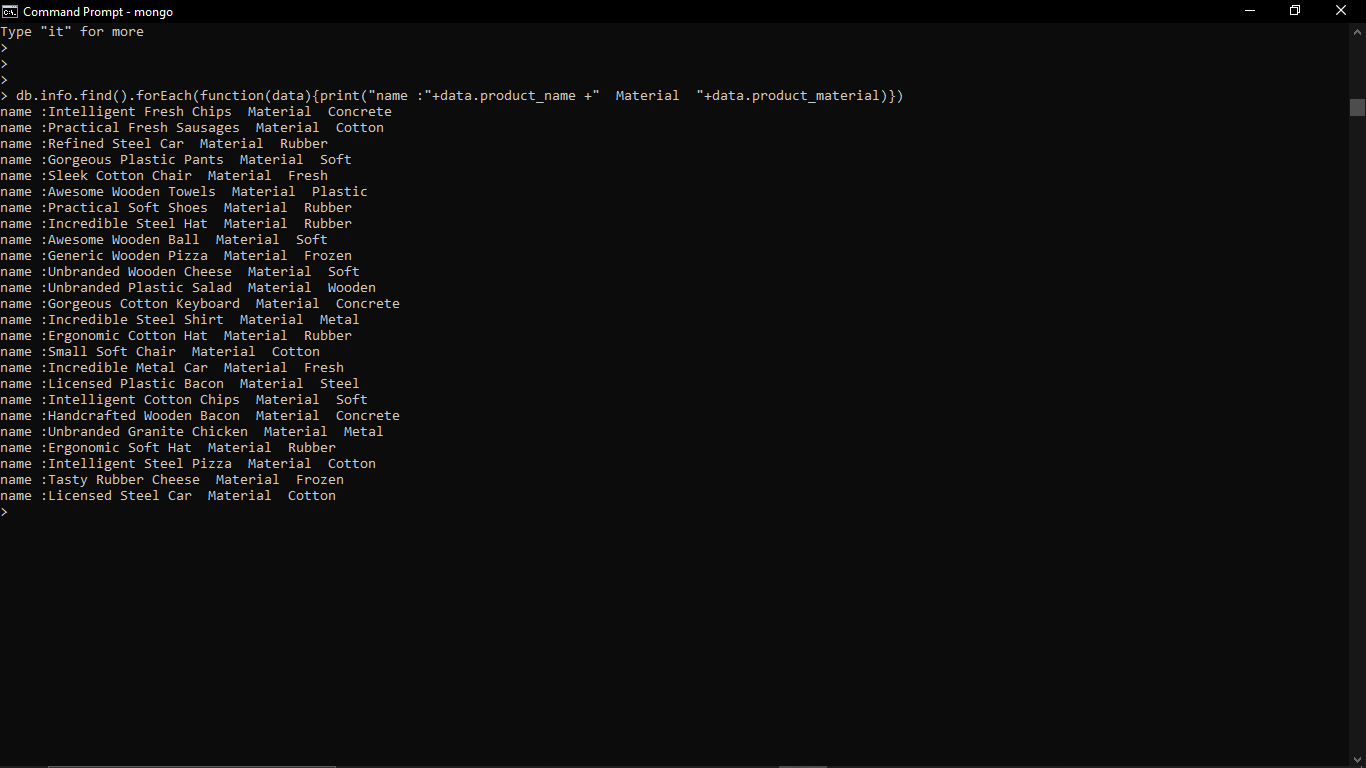 Command Prompt - mongo
Type "it" for more
>
>
>
> db.info.find().forEach(function(data){print("name :"+data.product_name +"  Material  "+data.product_material)})
name :Intelligent Fresh Chips  Material  Concrete
name :Practical Fresh Sausages  Material  Cotton
name :Refined Steel Car  Material  Rubber
name :Gorgeous Plastic Pants  Material  Soft
name :Sleek Cotton Chair  Material  Fresh
name :Awesome Wooden Towels  Material  Plastic
name :Practical Soft Shoes  Material  Rubber
name :Incredible Steel Hat  Material  Rubber
name :Awesome Wooden Ball  Material  Soft
name :Generic Wooden Pizza  Material  Frozen
name :Unbranded Wooden Cheese  Material  Soft
name :Unbranded Plastic Salad  Material  Wooden
name :Gorgeous Cotton Keyboard  Material  Concrete
name :Incredible Steel Shirt  Material  Metal
name :Ergonomic Cotton Hat  Material  Rubber
name :Small Soft Chair  Material  Cotton
name :Incredible Metal Car  Material  Fresh
name :Licensed Plastic Bacon  Material  Steel
name :Intelligent Cotton Chips  Material  Soft
name :Handcrafted Wooden Bacon  Material  Concrete
name :Unbranded Granite Chicken  Material  Metal
name :Ergonomic Soft Hat  Material  Rubber
name :Intelligent Steel Pizza  Material  Cotton
name :Tasty Rubber Cheese  Material  Frozen
name :Licensed Steel Car  Material  Cotton
>